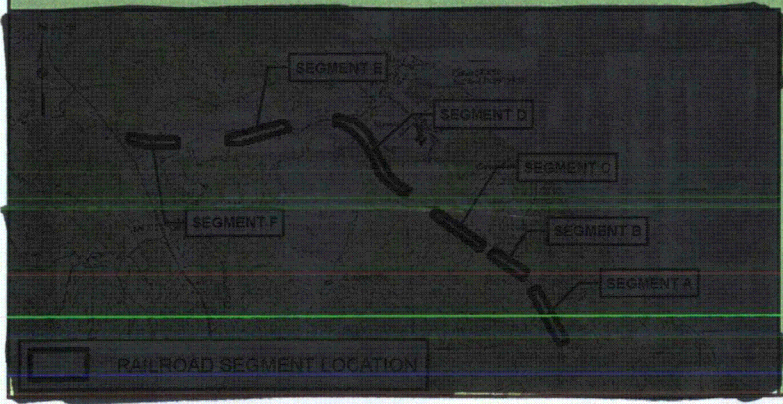 SEGMENT E
SEGMENT D
SEGMENT C
SEGMENT F
SEGMENT B
SEGMENT A
RAILROAD SEGMENT LOCATION